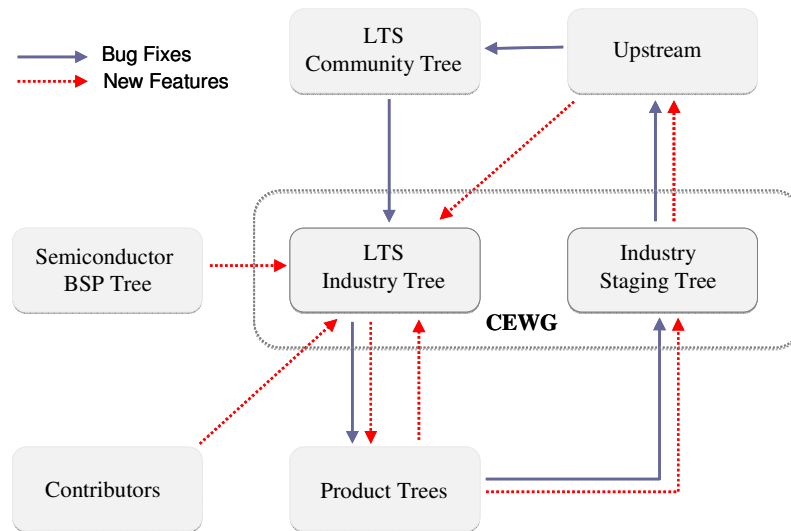 Bug Fixes
New Features
LTS
Community Tree
Upstream
Semiconductor
BSP Tree
LTS
Industry Tree
Industry
Staging Tree
CEWG
Contributors
Product Trees